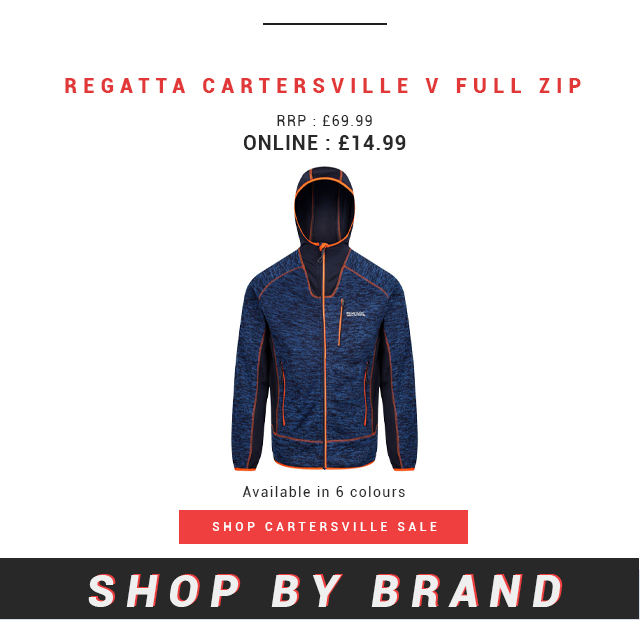 REGATTA CARTERSVILLE V FULL ZIP
RRP : £69.99
ONLINE : £14.99
Available in 6 colours
SHOP CARTERSVILLE SALE
SHOP BY BRAND